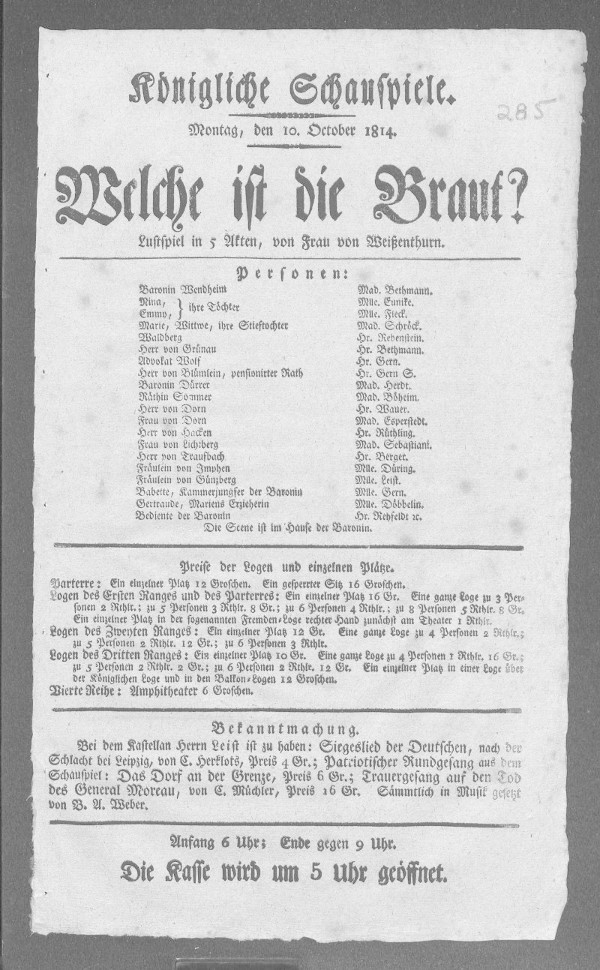 Königliche Schauspiele.
285
Montag, den 10. October 1814.
Welche ist die Braut?
Lustspiel in 5 Akten, von Frau von Weißenthurn.
Personen:
Baronin Wendheim Mad. Bethmann.
Nina, Mlle. Eunike.
} ihre Töchter
Emmy, Mlle. Fleck.
Marie, Wittwe, ihre Stieftochter Mad. Schröck.
Waldberg Hr. Rebenstein.
Herr von Grünau Hr. Bethmann.
Advokat Wolf Hr. Gern.
Herr von Blümlein, pensionirter Rath Hr. Gern S.
Baronin Dürrer Mad. Herdt.
Räthin Sommer Mad. Böheim.
Herr von Dorn Hr. Wauer.
Frau von Dorn Mad. Esperstedt.
Herr von Hacken Hr. Rüthling.
Frau von Lichtberg Mad. Sebastiani.
Herr von Traufbach Hr. Berger.
Fräulein von Imphen Mlle. Düring.
Fräulein von Günzberg Mlle. Leist.
Babette, Kammerjungfer der Baronin Mlle. Gern.
Gertraude, Mariens Erzieherin Mlle. Döbbelin.
Bediente der Baronin Hr. Rehfeldt ꝛc.
Die Scene ist im Hause der Baronin.
Preise der Logen und einzelnen Plätze.
Parterre: Ein einzelner Platz 12 Groschen. Ein gesperrter Sitz 16 Groschen.
Logen des Ersten Ranges und des Parterres: Ein einzelner Platz 16 Gr. Eine ganze Loge zu 3 Per-
sonen 2 Rthlr.; zu 5 Personen 3 Rthlr. 8 Gr.; zu 6 Personen 4 Rthlr.; zu 8 Personen 5 Rthlr. 8 Gr.
Ein einzelner Platz in der sogenannten Fremden-Loge rechter Hand zunächst am Theater 1 Rthlr.
Logen des Zweyten Ranges: Ein einzelner Platz 12 Gr. Eine ganze Loge zu 4 Personen 2 Rthlr.;
zu 5 Personen 2 Rthlr. 12 Gr.; zu 6 Personen 3 Rthlr.
Logen des Dritten Ranges: Ein einzelner Platz 10 Gr. Eine ganze Loge zu 4 Personen 1 Rthlr. 16 Gr.;
zu 5 Personen 2 Rthlr. 2 Gr.; zu 6 Personen 2 Rthlr. 12 Gr. Ein einzelner Platz in einer Loge über
der Königlichen Loge und in den Balkon-Logen 12 Groschen.
Vierte Reihe: Amphitheater 6 Groschen.
Bekanntmachung.
Bei dem Kastellan Herrn Leist ist zu haben: Siegeslied der Deutschen, nach der
Schlacht bei Leipzig, von C. Herklots, Preis 4 Gr.; Patriotischer Rundgesang aus dem
Schauspiel: Das Dorf an der Grenze, Preis 6 Gr.; Trauergesang auf den Tod
des General Moreau, von C. Müchler, Preis 16 Gr. Sämmtlich in Musik gesetzt
von B. A. Weber.
Anfang 6 Uhr; Ende gegen 9 Uhr.
Die Kasse wird um 5 Uhr geöffnet.